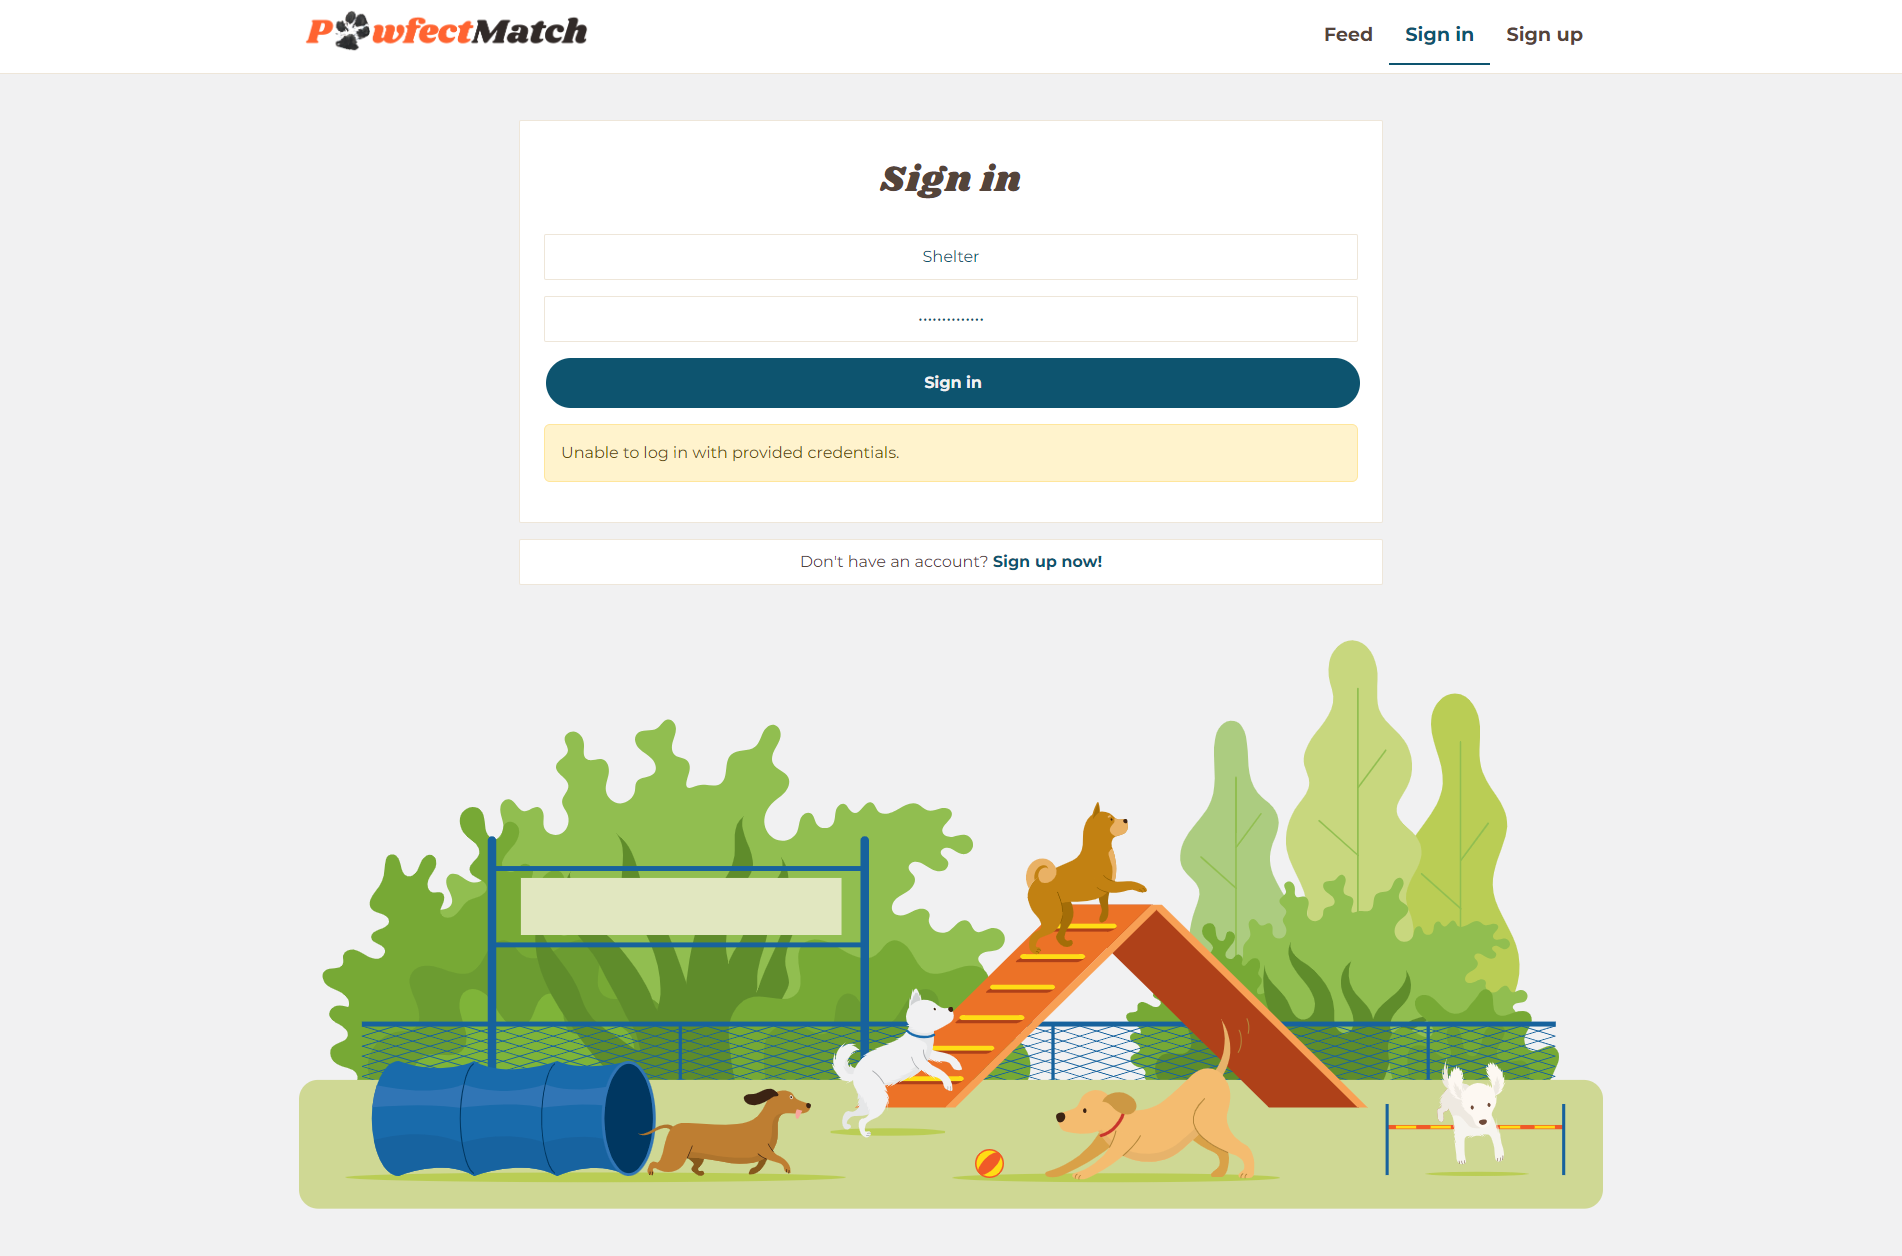 PawfectMatch
Feed
Sign in
Sign up
Sign in
Shelter
··············
Sign in
Unable to log in with provided credentials.
Don't have an account? Sign up now!